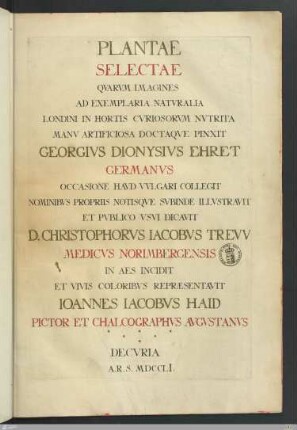 PLANTAE
SELECTAE
QVARVM IMAGINES
AD EXEMPLARIA NATVRALIA
LONDINI IN HORTIS CVRIOSORVM NVTRITA
MANV ARTIFICIOSA DOCTAQVE PINXIT
GEORGIVS DIONYSIVS EHRET
GERMANVS
OCCASIONE HAVD VVLGARI COLLEGIT
NOMINIBVS PROPRIIS NOTISQVE SVBINDE ILLVSTRAVIT
ET PVBLICO VSVI DICAVIT
D. CHRISTOPHORVS IACOBVS TREVV
MEDICVS NORIMBERGENSIS
IN AES INCIDIT
ET VIVIS COLORIBVS REPRÆSENTAVIT
IOANNES IACOBVS HAID
PICTOR ET CHALCOGRAPHVS AVGVSTANVS
DECVRIA
A.R.S. MDCCLI.